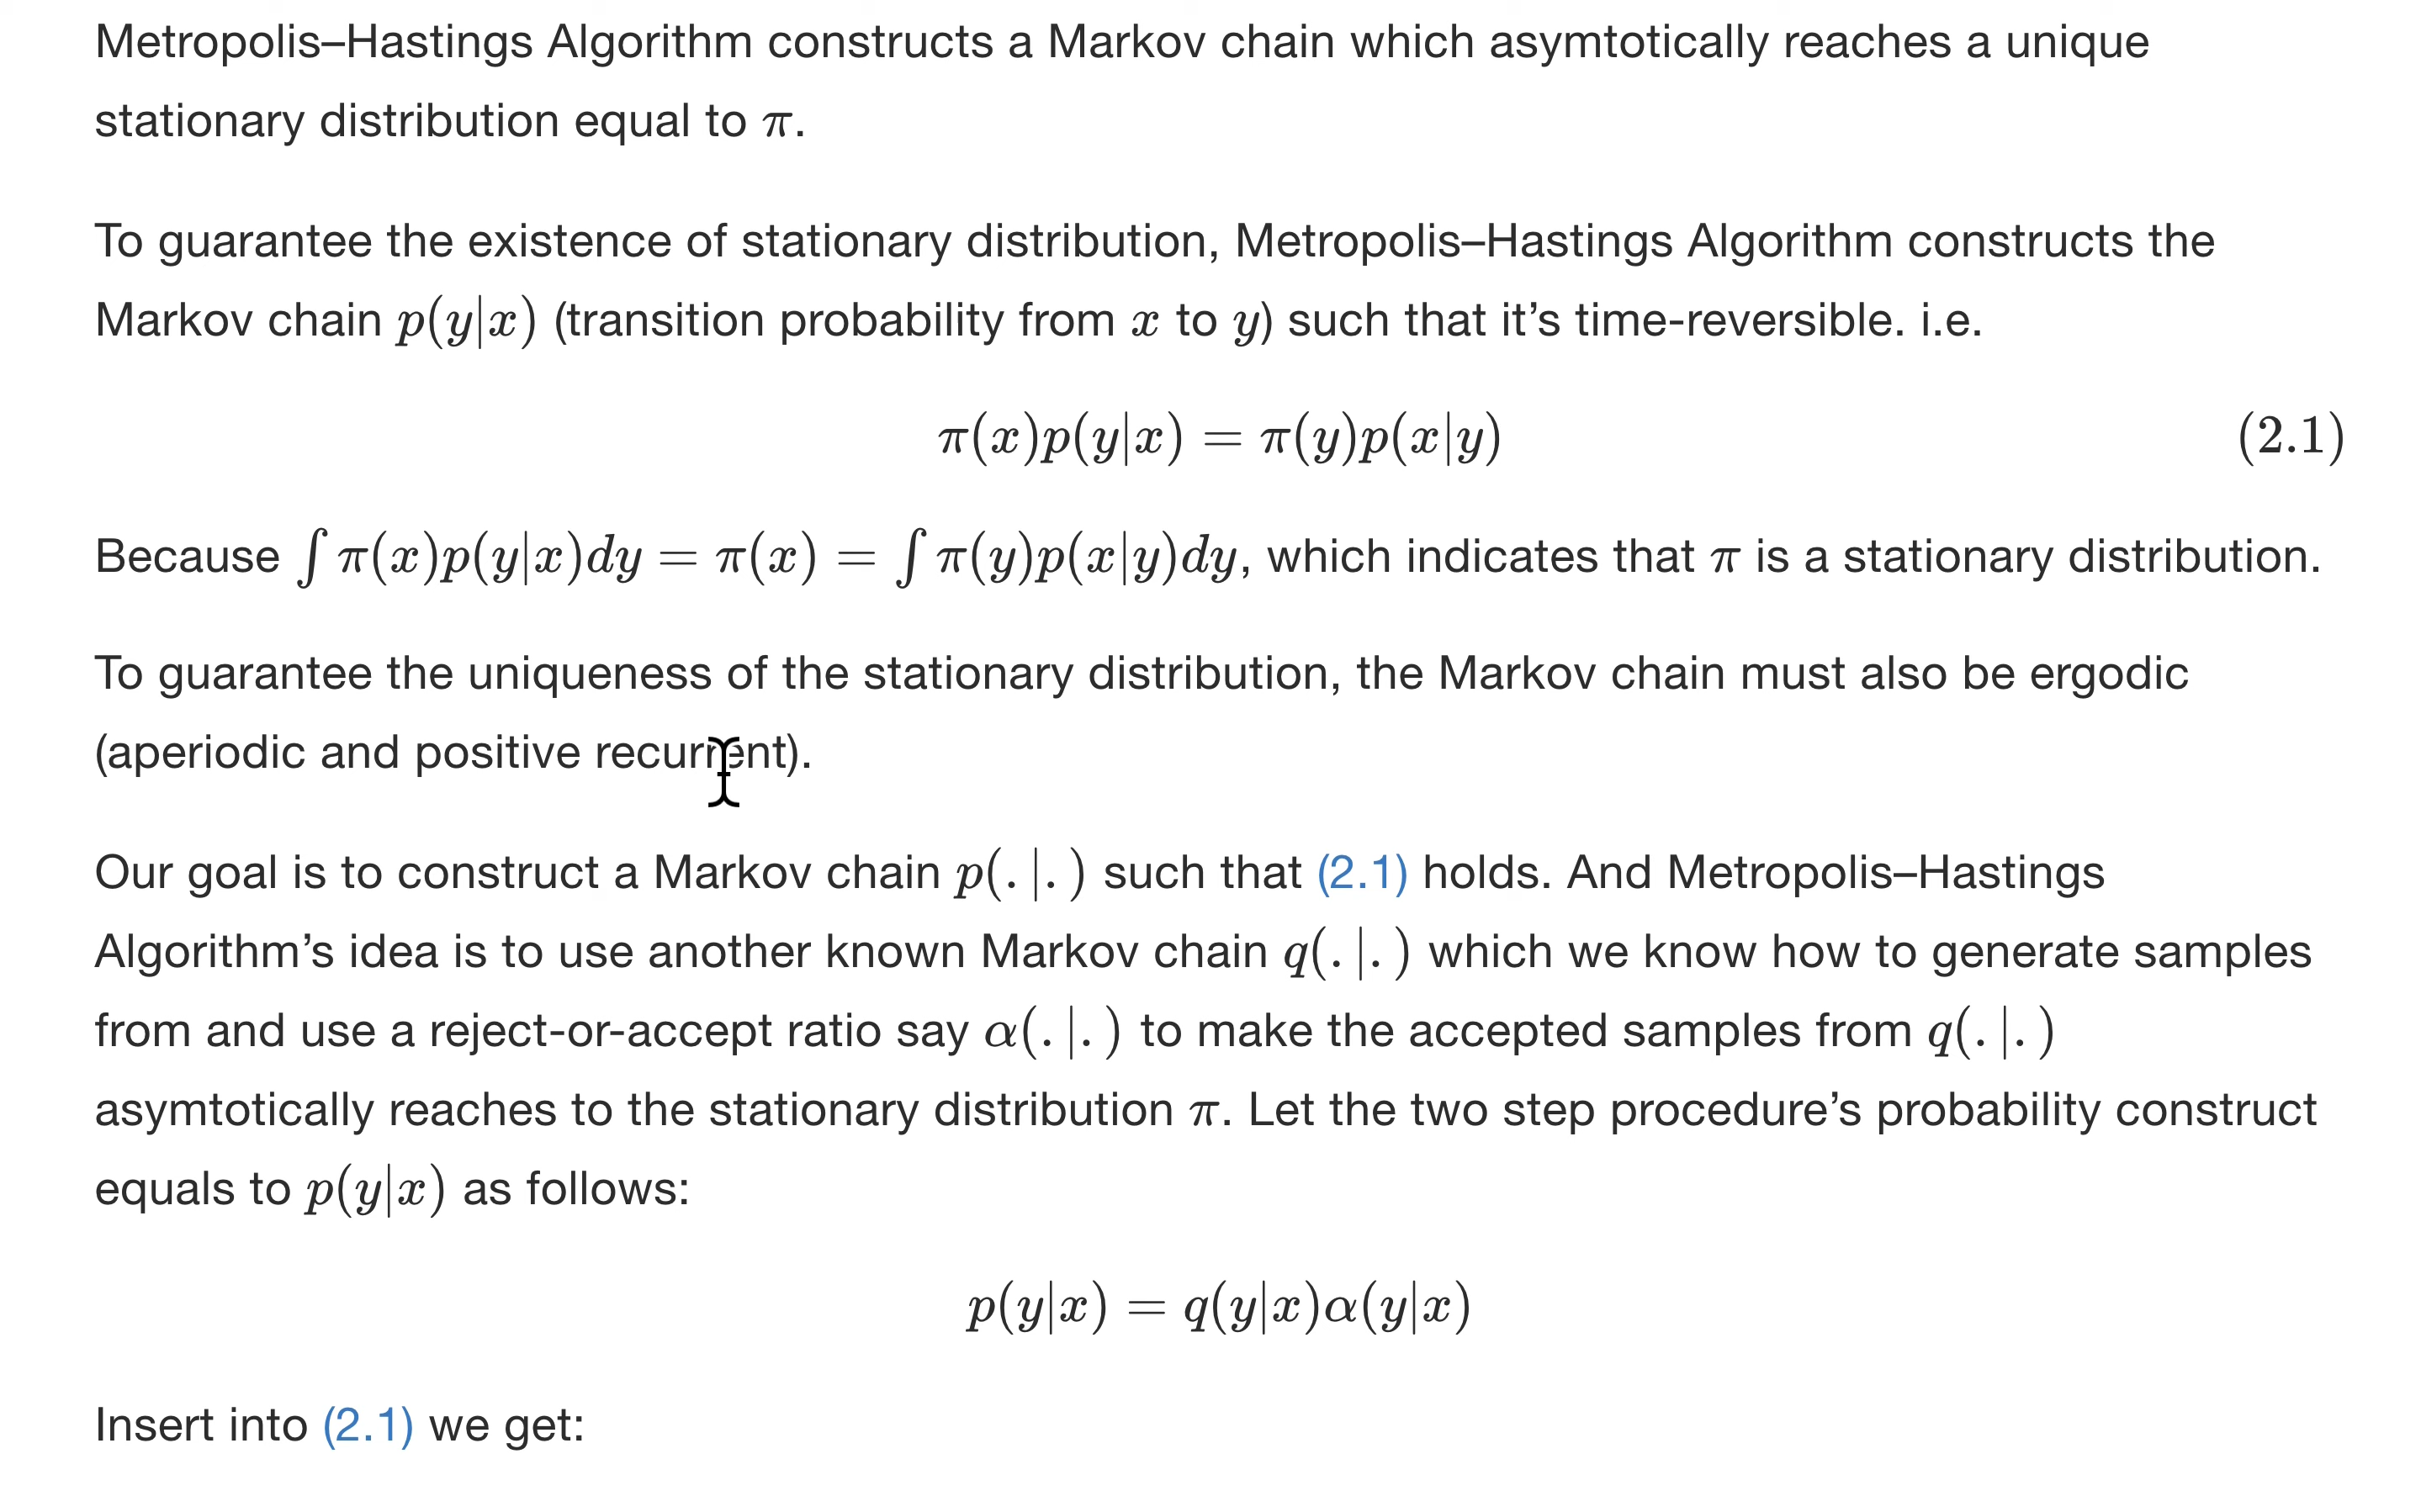 Metropolis–Hastings Algorithm constructs a Markov chain which asymtotically reaches a unique
stationary distribution equal to π.
To guarantee the existence of stationary distribution, Metropolis–Hastings Algorithm constructs the
Markov chain p(y|x) (transition probability from x to y) such that it’s time-reversible. i.e.
π(x)p(y|x) = π(y)p(x|y) (2.1)
Because ∫ π(x)p(y|x)dy = π(x) = ∫ π(y)p(x|y)dy, which indicates that π is a stationary distribution.
To guarantee the uniqueness of the stationary distribution, the Markov chain must also be ergodic
(aperiodic and positive recurrent).
Our goal is to construct a Markov chain p(.|.) such that (2.1) holds. And Metropolis–Hastings
Algorithm’s idea is to use another known Markov chain q(.|.) which we know how to generate samples
from and use a reject-or-accept ratio say α(.|.) to make the accepted samples from q(.|.)
asymtotically reaches to the stationary distribution π. Let the two step procedure’s probability construct
equals to p(y|x) as follows:
p(y|x) = q(y|x)α(y|x)
Insert into (2.1) we get: